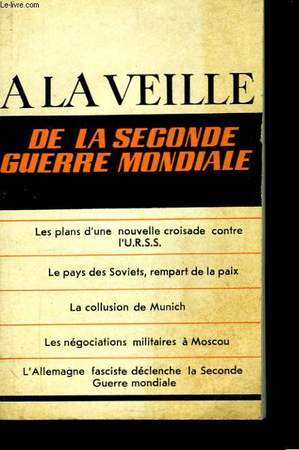 Le-livre.com
A LA VEILLE
DE LA SECONDE
GUERRE MONDIALE
Les plans d'une nouvelle croisade contre
l'U.R.S.S.
Le pays des Soviets, rempart de la paix
La collusion de Munich
Les négociations militaires à Moscou
L'Allemagne fasciste déclenche la Seconde
Guerre mondiale